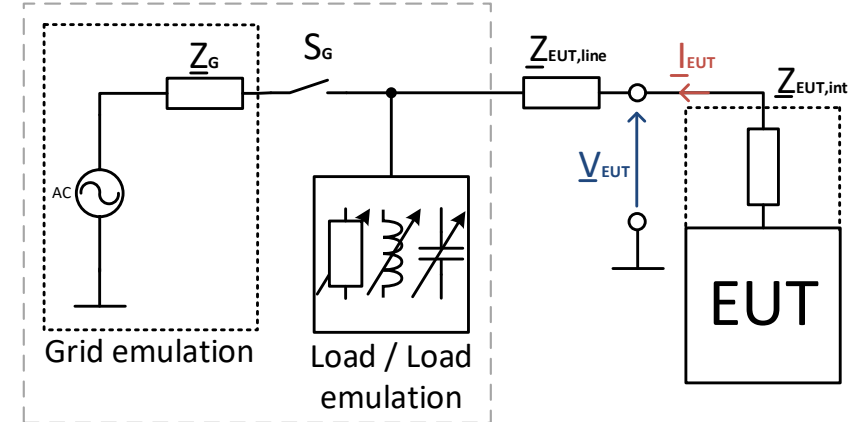 Z_G
S_G
Z_EUT,line
I_EUT
Z_EUT,int
AC
V_EUT
EUT
Grid emulation
Load / Load
emulation